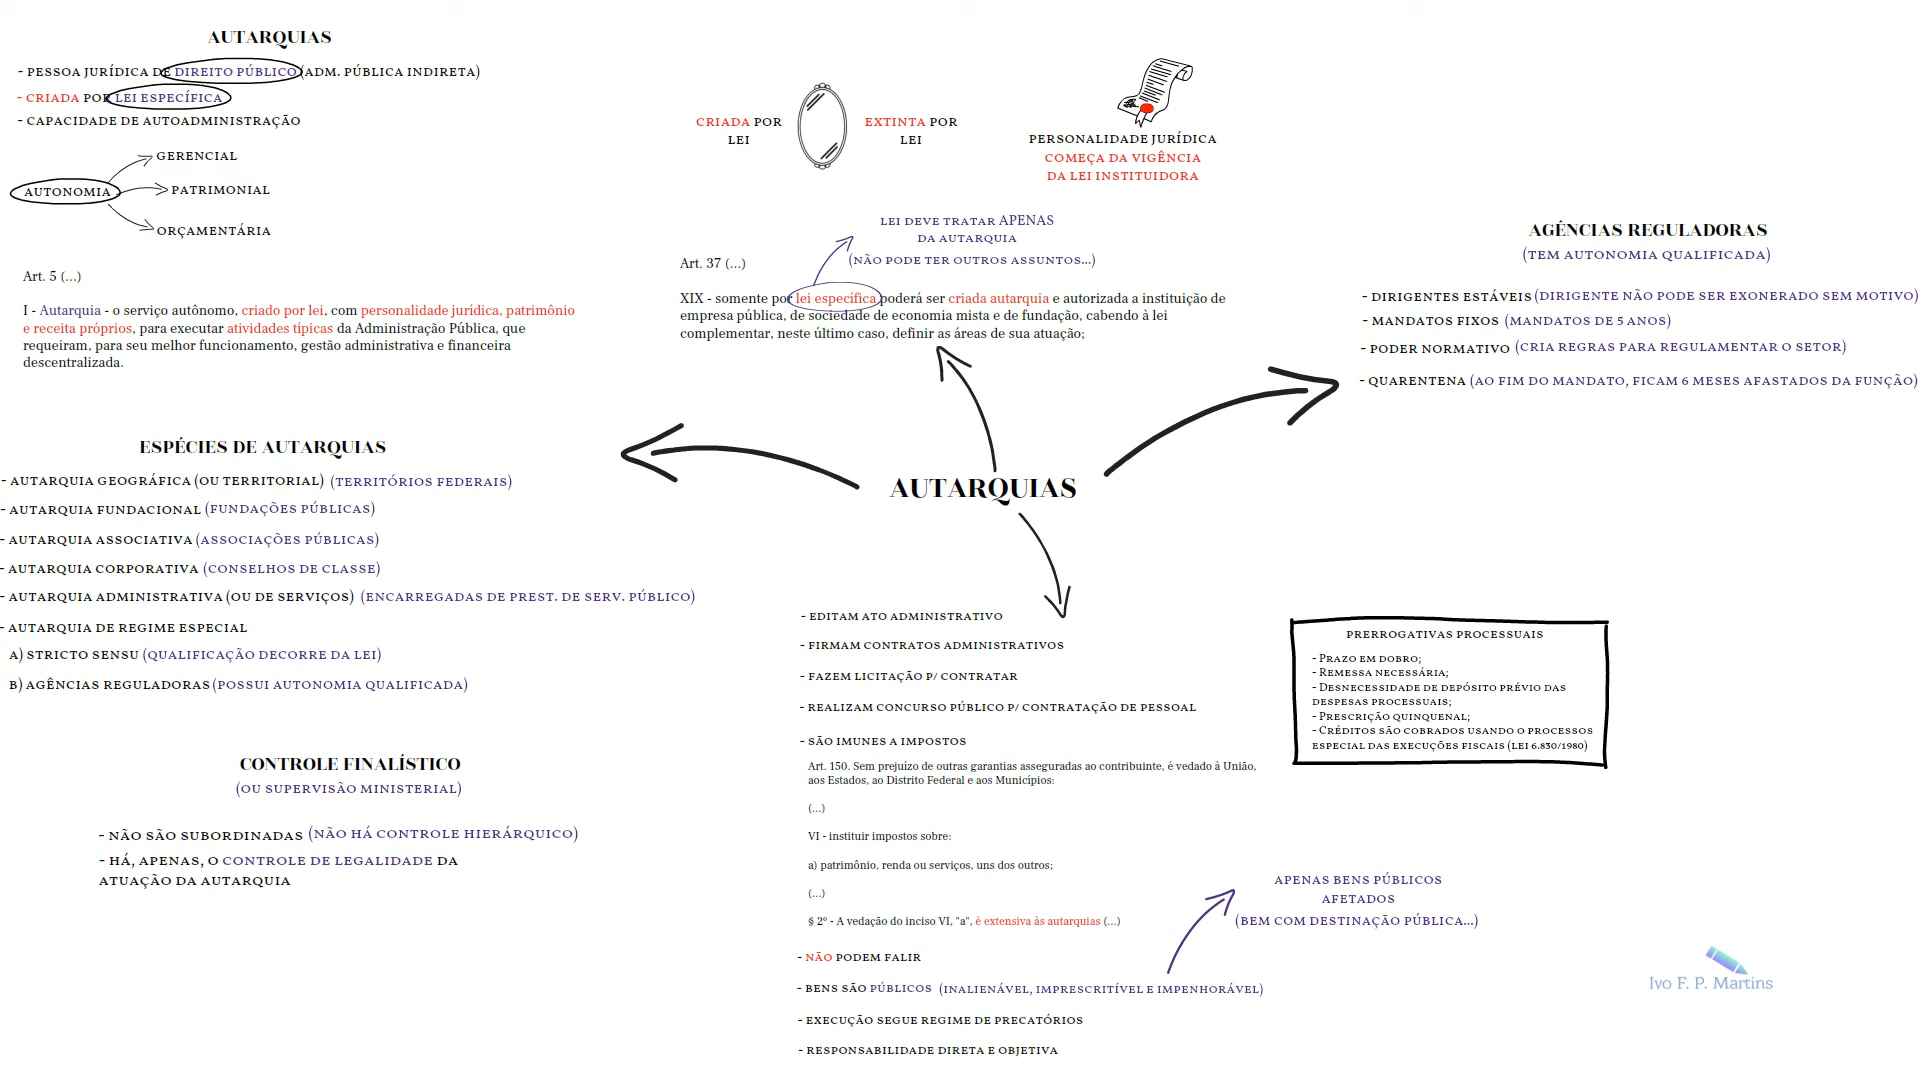 AUTARQUIAS
- PESSOA JURÍDICA DE DIREITO PÚBLICO (ADM. PÚBLICA INDIRETA)
- CRIADA POR LEI ESPECÍFICA
- CAPACIDADE DE AUTOADMINISTRAÇÃO
AUTONOMIA
GERENCIAL
PATRIMONIAL
ORÇAMENTÁRIA
Art. 5 (...)
I - Autarquia - o serviço autônomo, criado por lei, com personalidade jurídica, patrimônio
e receita próprios, para executar atividades típicas da Administração Pública, que
requeiram, para seu melhor funcionamento, gestão administrativa e financeira
descentralizada.
CRIADA POR
LEI
EXTINTA POR
LEI
PERSONALIDADE JURÍDICA
COMEÇA DA VIGÊNCIA
DA LEI INSTITUIDORA
LEI DEVE TRATAR APENAS
DA AUTARQUIA
(NÃO PODE TER OUTROS ASSUNTOS...)
Art. 37 (...)
XIX - somente por lei específica poderá ser criada autarquia e autorizada a instituição de
empresa pública, de sociedade de economia mista e de fundação, cabendo à lei
complementar, neste último caso, definir as áreas de sua atuação;
AGÊNCIAS REGULADORAS
(TEM AUTONOMIA QUALIFICADA)
- DIRIGENTES ESTÁVEIS (DIRIGENTE NÃO PODE SER EXONERADO SEM MOTIVO)
- MANDATOS FIXOS (MANDATOS DE 5 ANOS)
- PODER NORMATIVO (CRIA REGRAS PARA REGULAMENTAR O SETOR)
- QUARENTENA (AO FIM DO MANDATO, FICAM 6 MESES AFASTADOS DA FUNÇÃO)
AUTARQUIAS
ESPÉCIES DE AUTARQUIAS
- AUTARQUIA GEOGRÁFICA (OU TERRITORIAL) (TERRITÓRIOS FEDERAIS)
- AUTARQUIA FUNDACIONAL (FUNDAÇÕES PÚBLICAS)
- AUTARQUIA ASSOCIATIVA (ASSOCIAÇÕES PÚBLICAS)
- AUTARQUIA CORPORATIVA (CONSELHOS DE CLASSE)
- AUTARQUIA ADMINISTRATIVA (OU DE SERVIÇOS) (ENCARREGADAS DE PREST. DE SERV. PÚBLICO)
- AUTARQUIA DE REGIME ESPECIAL
A) STRICTO SENSU (QUALIFICAÇÃO DECORRE DA LEI)
B) AGÊNCIAS REGULADORAS (POSSUI AUTONOMIA QUALIFICADA)
CONTROLE FINALÍSTICO
(OU SUPERVISÃO MINISTERIAL)
- NÃO SÃO SUBORDINADAS (NÃO HÁ CONTROLE HIERÁRQUICO)
- HÁ, APENAS, O CONTROLE DE LEGALIDADE DA
ATUAÇÃO DA AUTARQUIA
- EDITAM ATO ADMINISTRATIVO
- FIRMAM CONTRATOS ADMINISTRATIVOS
- FAZEM LICITAÇÃO P/ CONTRATAR
- REALIZAM CONCURSO PÚBLICO P/ CONTRATAÇÃO DE PESSOAL
- SÃO IMUNES A IMPOSTOS
Art. 150. Sem prejuízo de outras garantias asseguradas ao contribuinte, é vedado à União,
aos Estados, ao Distrito Federal e aos Municípios:
(...)
VI - instituir impostos sobre:
a) patrimônio, renda ou serviços, uns dos outros;
(...)
§ 2º - A vedação do inciso VI, "a", é extensiva às autarquias (...)
- NÃO PODEM FALIR
- BENS SÃO PÚBLICOS (INALIENÁVEL, IMPRESCRITÍVEL E IMPENHORÁVEL)
- EXECUÇÃO SEGUE REGIME DE PRECATÓRIOS
- RESPONSABILIDADE DIRETA E OBJETIVA
APENAS BENS PÚBLICOS
AFETADOS
(BEM COM DESTINAÇÃO PÚBLICA...)
PRERROGATIVAS PROCESSUAIS
- PRAZO EM DOBRO;
- REMESSA NECESSÁRIA;
- DESNECESSIDADE DE DEPÓSITO PRÉVIO DAS
DESPESAS PROCESSUAIS;
- PRESCRIÇÃO QUINQUENAL;
- CRÉDITOS SÃO COBRADOS USANDO O PROCESSOS
ESPECIAL DAS EXECUÇÕES FISCAIS (LEI 6.830/1980)
Ivo F. P. Martins